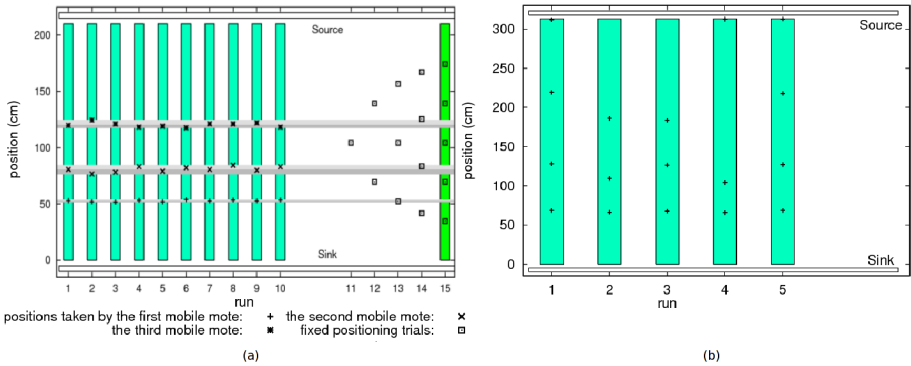 200
150
100
50
0
position (cm)
Source
Sink
1 2 3 4 5 6 7 8 9 10 11 12 13 14 15
run
positions taken by the first mobile mote: + the second mobile mote: ×
the third mobile mote: ✱ fixed positioning trials: ⊡
(a)
300
250
200
150
100
50
0
position (cm)
Source
Sink
1 2 3 4 5
run
(b)